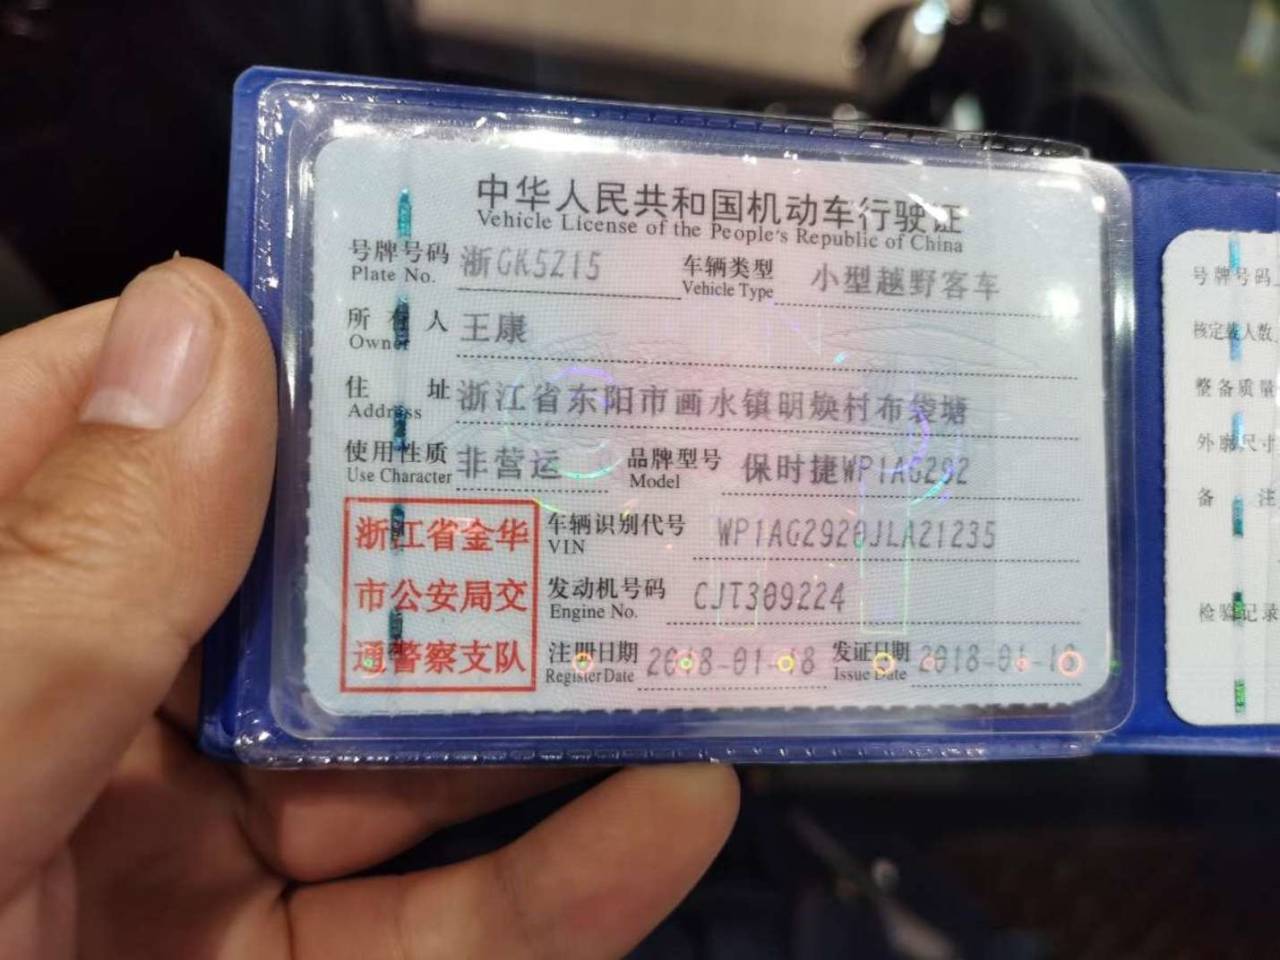 中华人民共和国机动车行驶证
Vehicle License of the People's Republic of China
号牌号码 浙GK5Z15 车辆类型 小型越野客车
Plate No. Vehicle Type
所有人 王康
Owner
住址 浙江省东阳市画水镇明焕村布袋塘
Address
使用性质 非营运 品牌型号 保时捷WP1AG292
Use Character Model
浙江省金华
市公安局交
通警察支队
车辆识别代号 WP1AG2920JLA21235
VIN
发动机号码 CJT309224
Engine No.
注册日期 2018-01-18 发证日期 2018-01-
Register Date Issue Date
号牌号码
核定载人数
整备质量
外廓尺寸
备注
检验记录